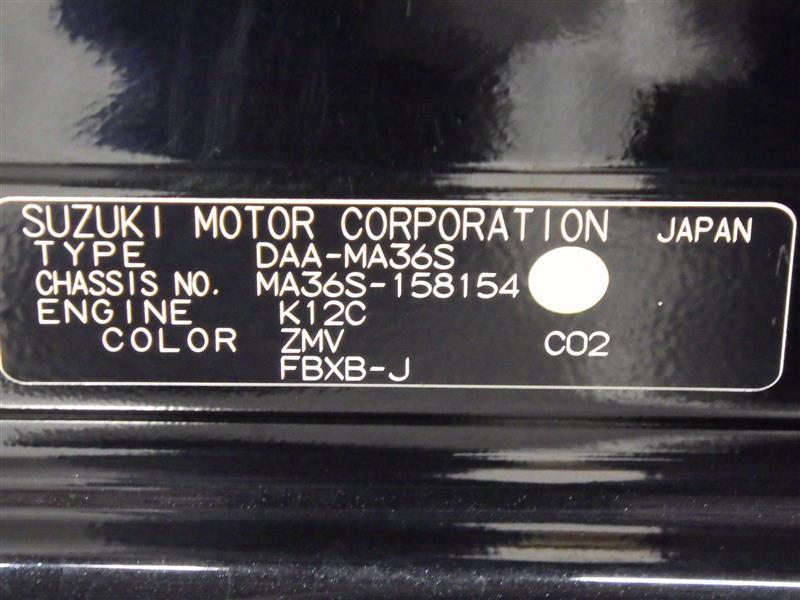 SUZUKI MOTOR CORPORATION JAPAN
TYPE DAA-MA36S
CHASSIS NO. MA36S-158154
ENGINE K12C
COLOR ZMV C02
FBXB-J